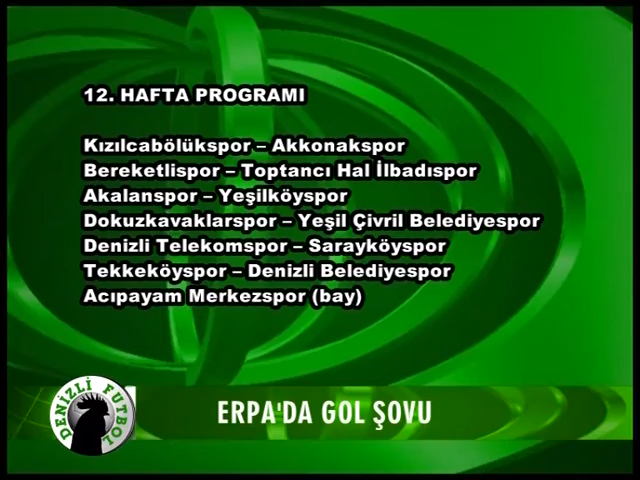 12. HAFTA PROGRAMI
Kızılcabölükspor – Akkonakspor
Bereketlispor – Toptancı Hal İlbadıspor
Akalanspor – Yeşilköyspor
Dokuzkavaklarspor – Yeşil Çivril Belediyespor
Denizli Telekomspor – Sarayköyspor
Tekkeköyspor – Denizli Belediyespor
Acıpayam Merkezspor (bay)
DENİZLİ FUTBOL
ERPA'DA GOL ŞOVU